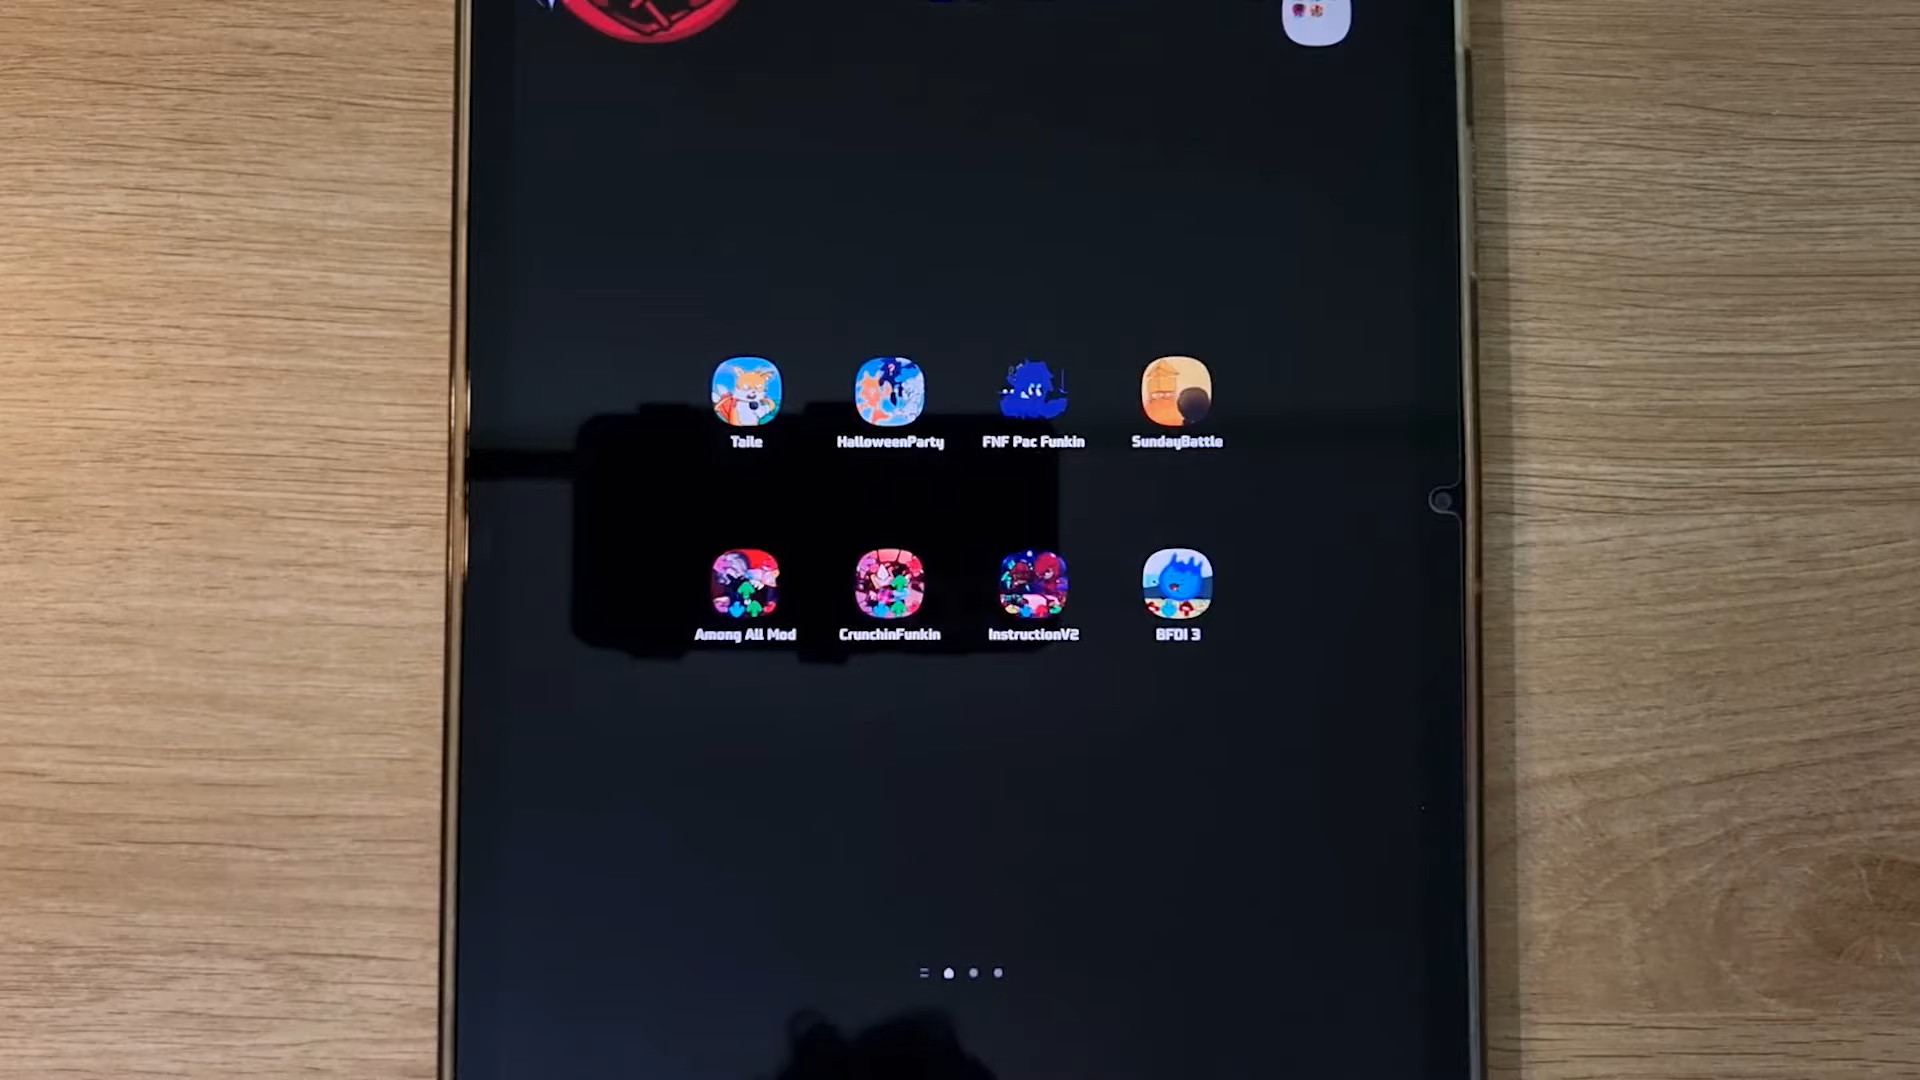 Taile
HalloweenParty
FNF Pac Funkin
SundayBattle
Among All Mod
CrunchinFunkin
InstructionV2
BFDI 3